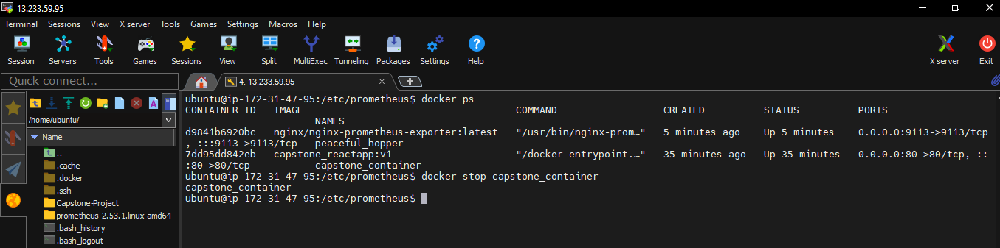 13.233.59.95
Terminal Sessions View X server Tools Games Settings Macros Help
Session Servers Tools Games Sessions View Split MultiExec Tunneling Packages Settings Help X server Exit
Quick connect... 4. 13.233.59.95
/home/ubuntu/
Name
..
.cache
.docker
.ssh
Capstone-Project
prometheus-2.53.1.linux-amd64
.bash_history
.bash_logout
ubuntu@ip-172-31-47-95:/etc/prometheus$ docker ps
CONTAINER ID IMAGE COMMAND CREATED STATUS PORTS
NAMES
d9841b6920bc nginx/nginx-prometheus-exporter:latest "/usr/bin/nginx-prom…" 5 minutes ago Up 5 minutes 0.0.0.0:9113->9113/tcp
, :::9113->9113/tcp peaceful_hopper
7dd95dd842eb capstone_reactapp:v1 "/docker-entrypoint.…" 35 minutes ago Up 35 minutes 0.0.0.0:80->80/tcp, ::
:80->80/tcp capstone_container
ubuntu@ip-172-31-47-95:/etc/prometheus$ docker stop capstone_container
capstone_container
ubuntu@ip-172-31-47-95:/etc/prometheus$